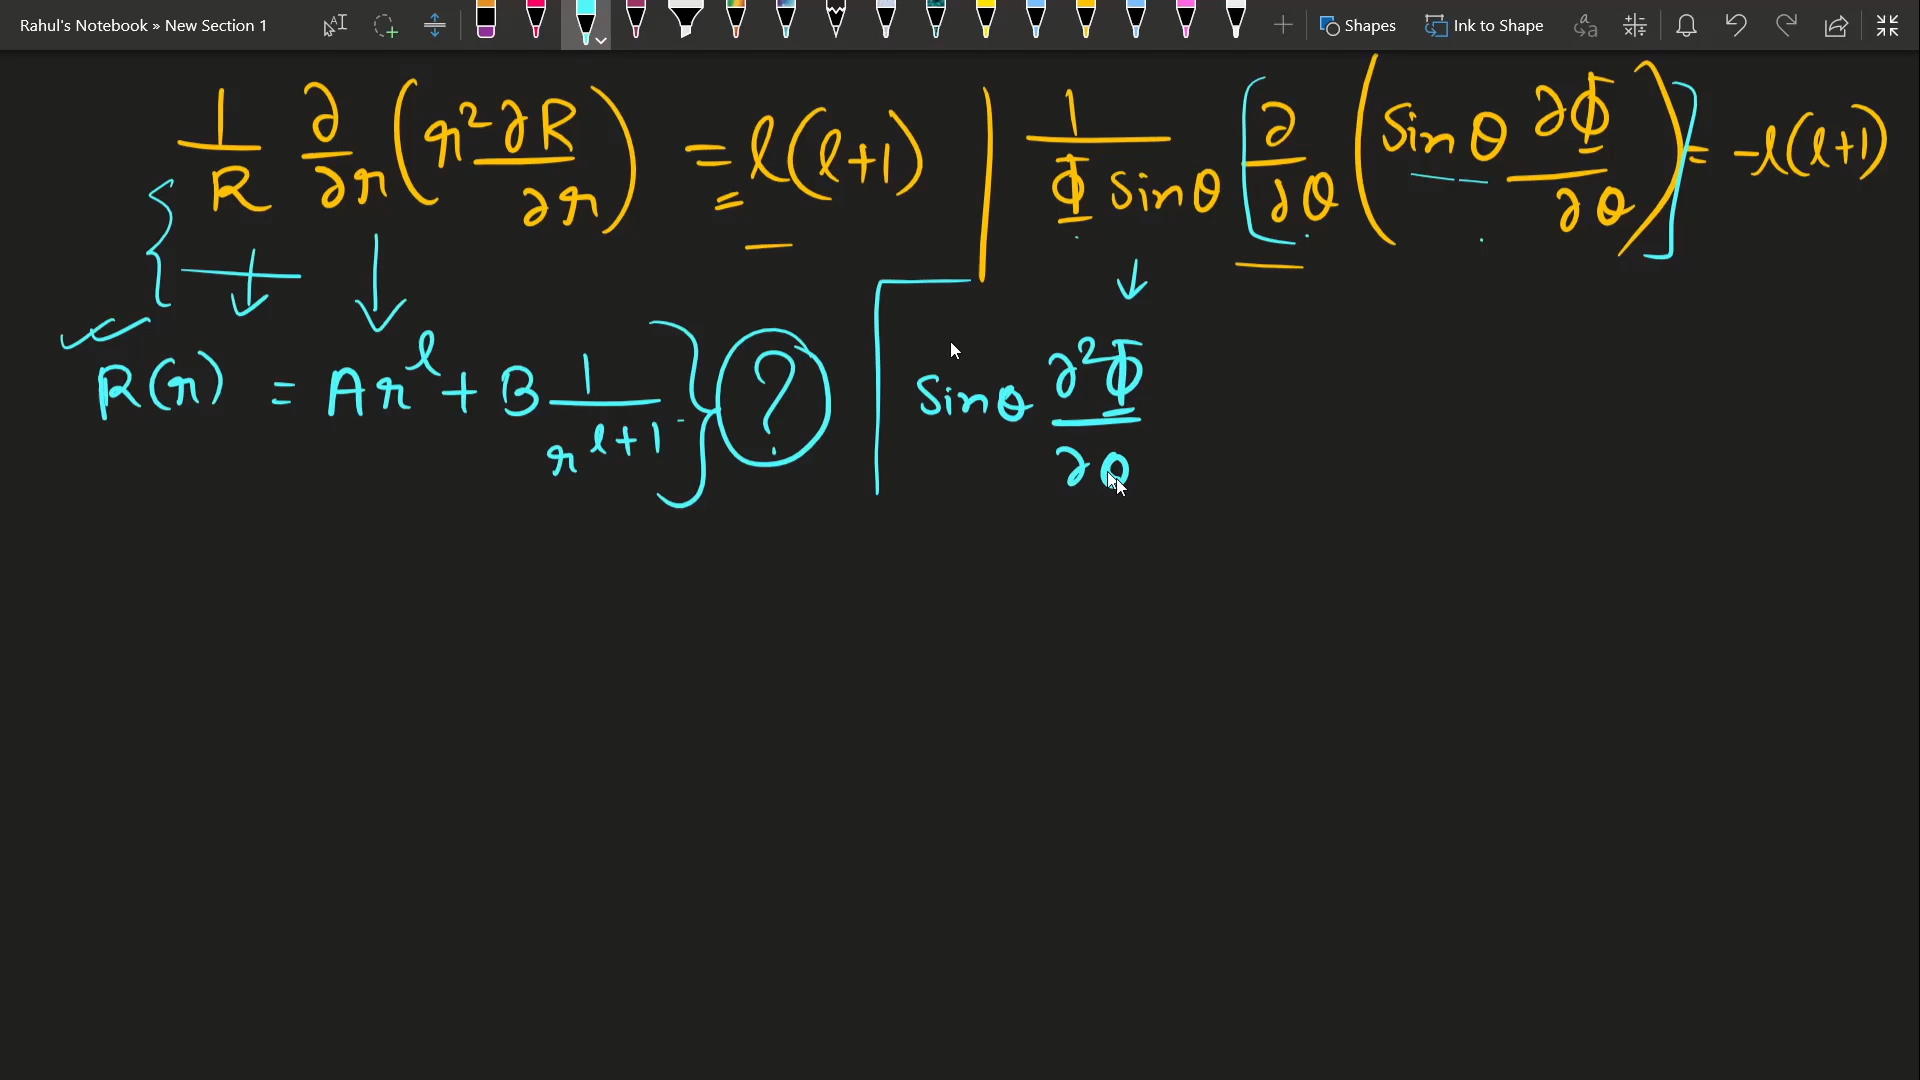 Rahul's Notebook » New Section 1
Shapes
Ink to Shape
1/R ∂/∂r (r² ∂R/∂r) = l(l+1) | 1/(Φ sinθ) [∂/∂θ (sinθ ∂Φ/∂θ)] = -l(l+1)
R(r) = Ar^l + B 1/r^(l+1) } ?
sinθ ∂²Φ/∂θ